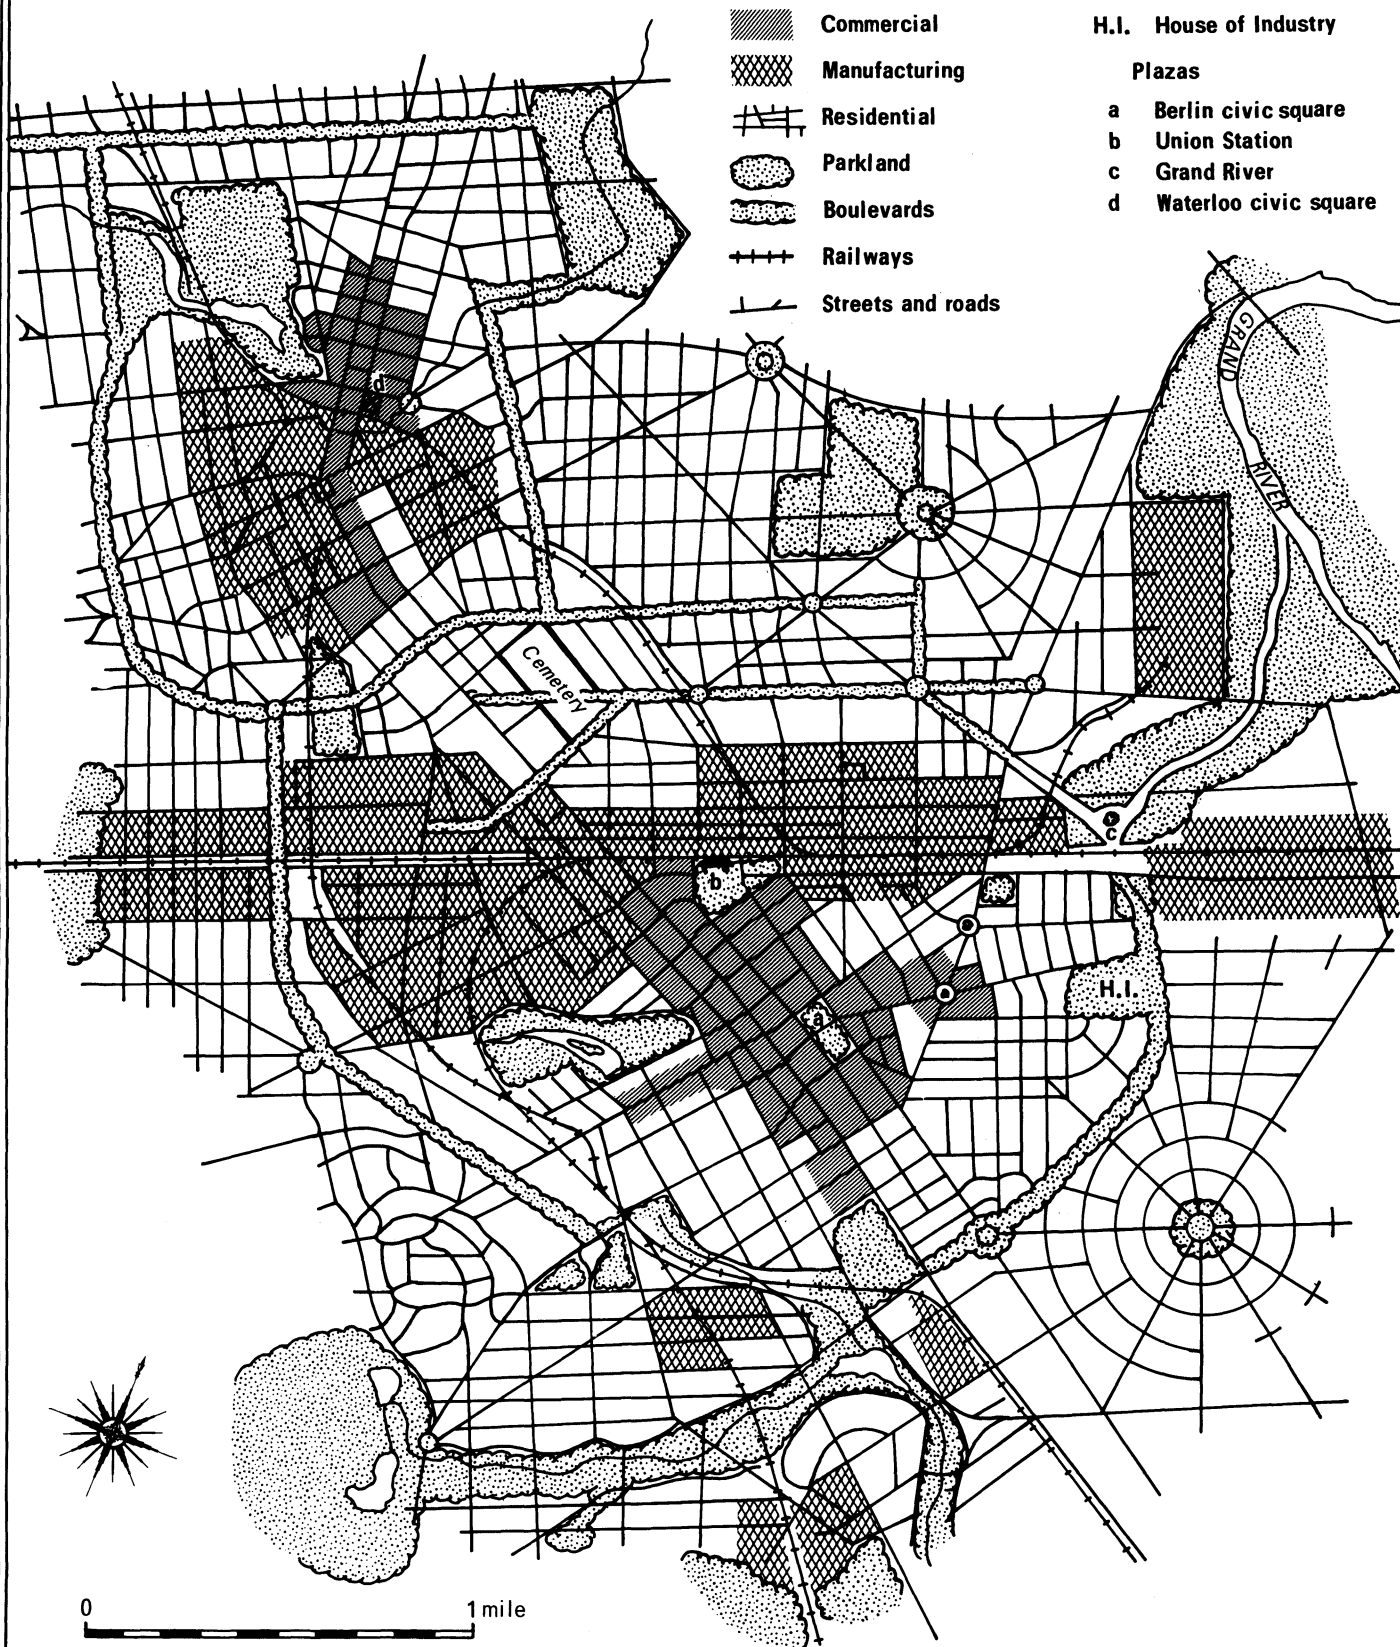 Commercial
Manufacturing
Residential
Parkland
Boulevards
Railways
Streets and roads
H.I. House of Industry
Plazas
a Berlin civic square
b Union Station
c Grand River
d Waterloo civic square
GRAND RIVER
d
Cemetery
c
b
H.I.
a
0 1 mile